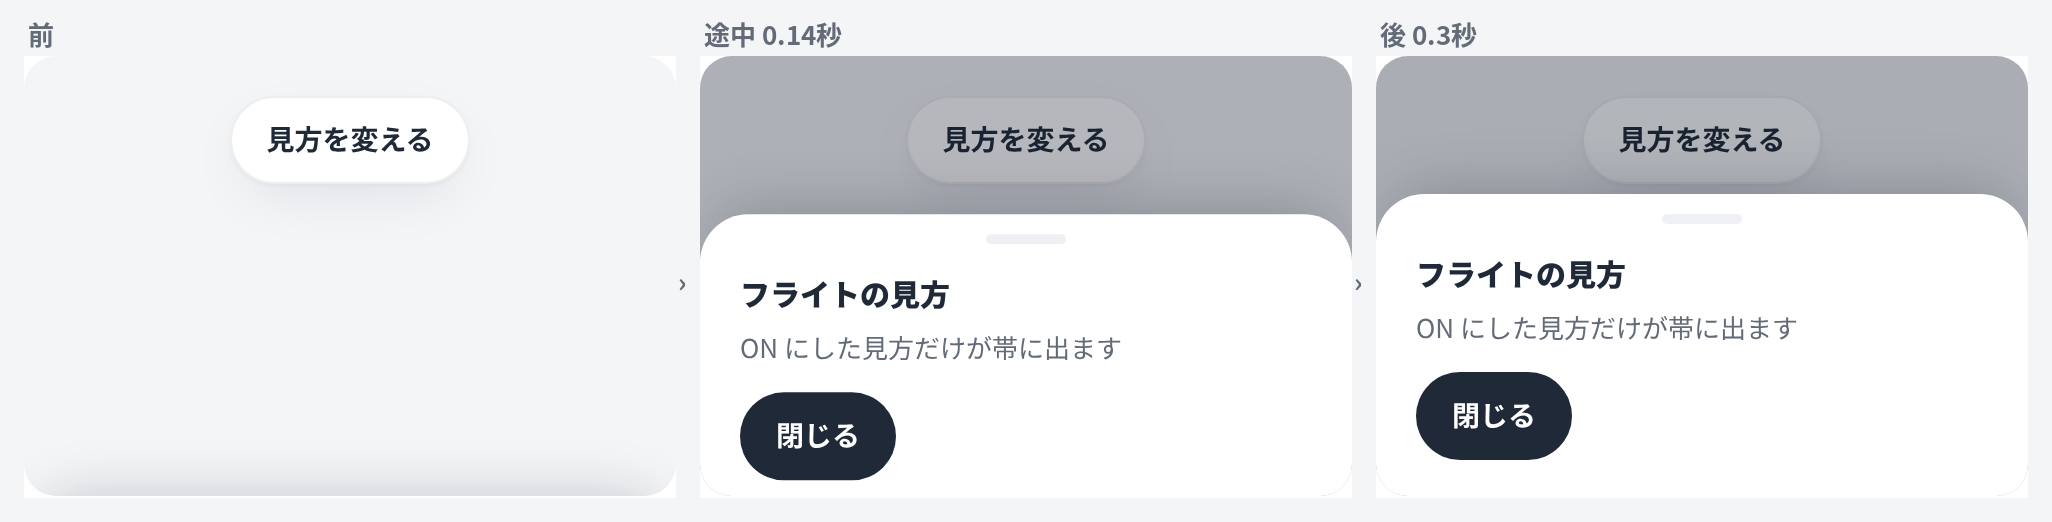 前
見方を変える
›
途中 0.14秒
見方を変える
フライトの見方
ON にした見方だけが帯に出ます
閉じる
›
後 0.3秒
見方を変える
フライトの見方
ON にした見方だけが帯に出ます
閉じる